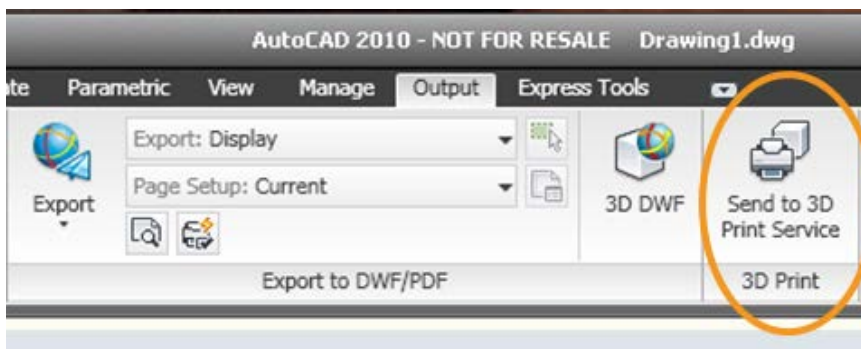 AutoCAD 2010 - NOT FOR RESALE Drawing1.dwg
Parametric View Manage Output Express Tools
Export: Display
Page Setup: Current
Export
3D DWF
Send to 3D
Print Service
Export to DWF/PDF
3D Print